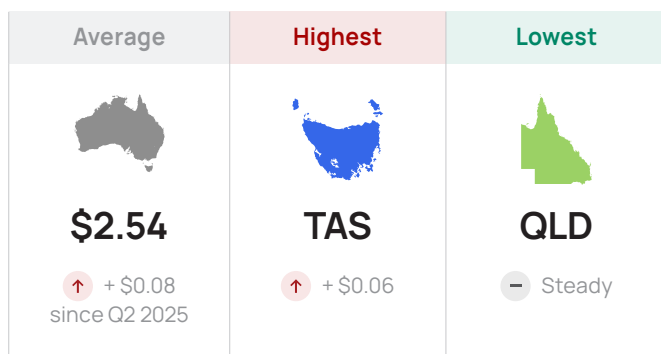 Average
Highest
Lowest
$2.54
TAS
QLD
+ $0.08
since Q2 2025
+ $0.06
Steady